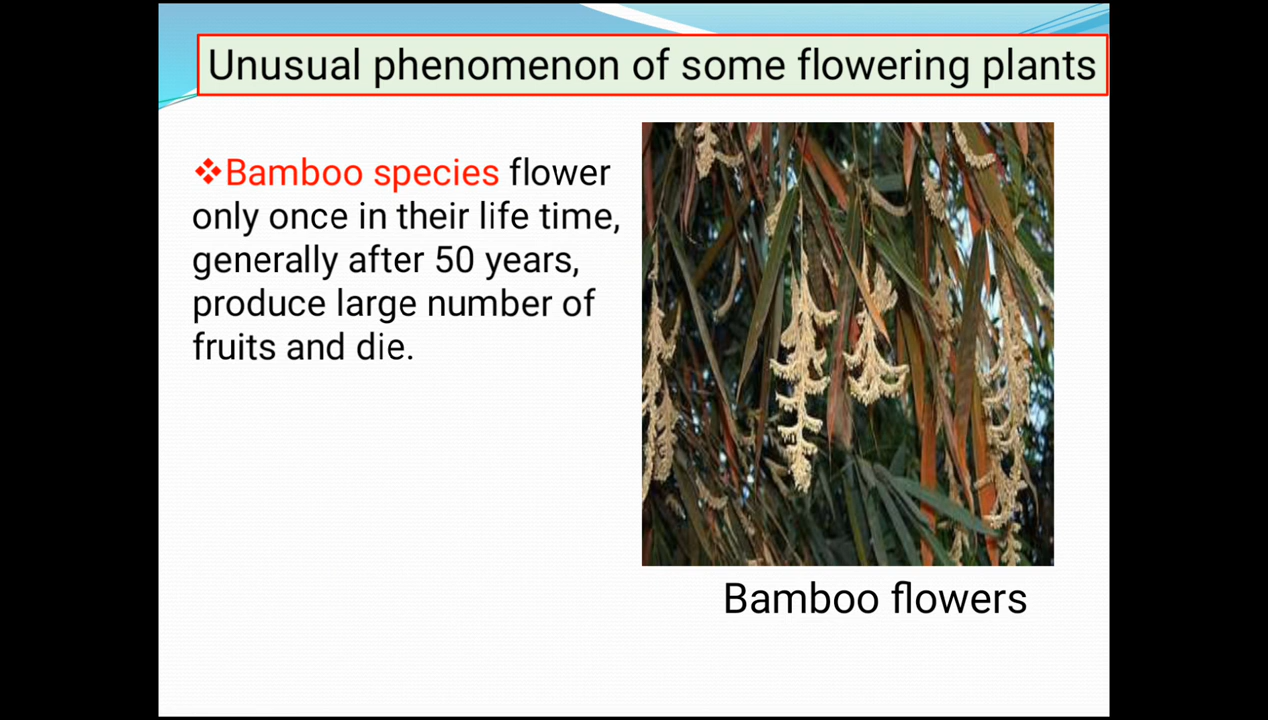 Unusual phenomenon of some flowering plants
❖Bamboo species flower
only once in their life time,
generally after 50 years,
produce large number of
fruits and die.
Bamboo flowers